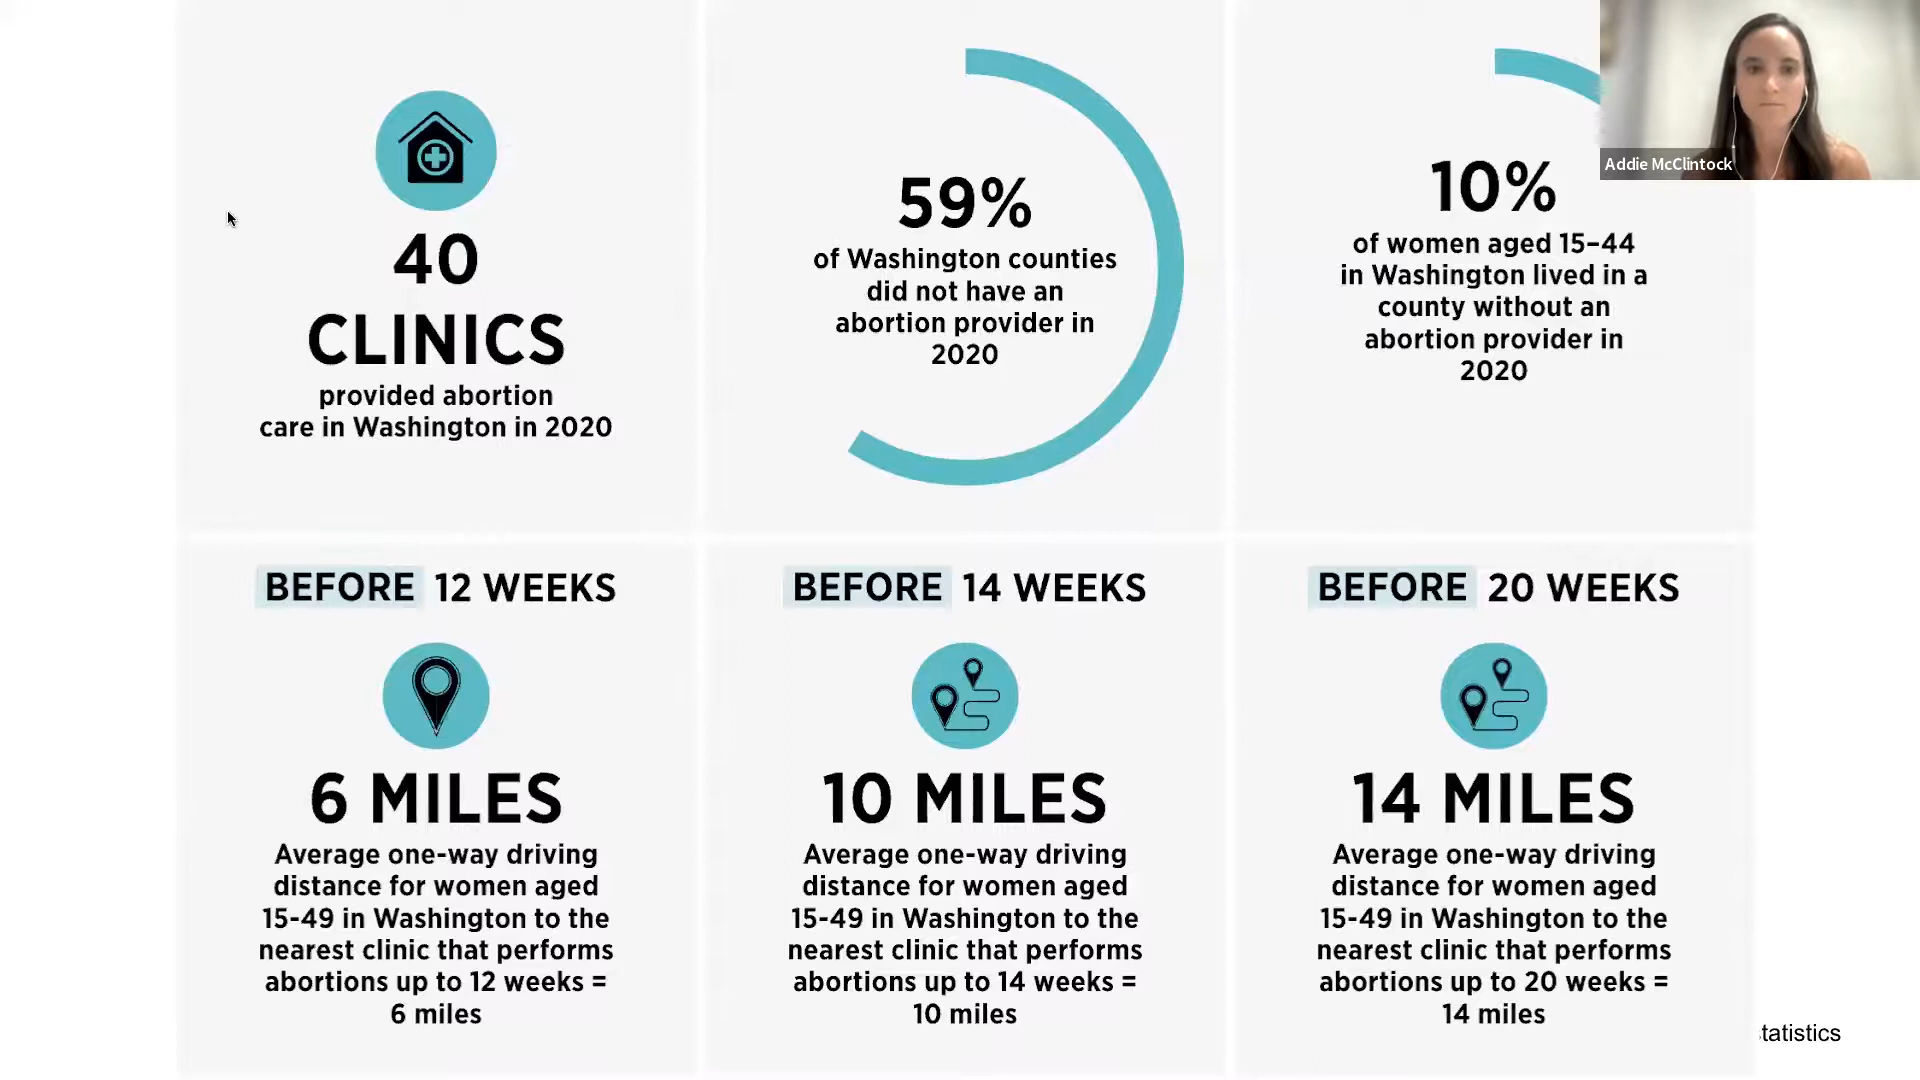 40
CLINICS
provided abortion
care in Washington in 2020
59%
of Washington counties
did not have an
abortion provider in
2020
10%
of women aged 15–44
in Washington lived in a
county without an
abortion provider in
2020
Addie McClintock
BEFORE 12 WEEKS
6 MILES
Average one-way driving
distance for women aged
15-49 in Washington to the
nearest clinic that performs
abortions up to 12 weeks =
6 miles
BEFORE 14 WEEKS
10 MILES
Average one-way driving
distance for women aged
15-49 in Washington to the
nearest clinic that performs
abortions up to 14 weeks =
10 miles
BEFORE 20 WEEKS
14 MILES
Average one-way driving
distance for women aged
15-49 in Washington to the
nearest clinic that performs
abortions up to 20 weeks =
14 miles
tatistics